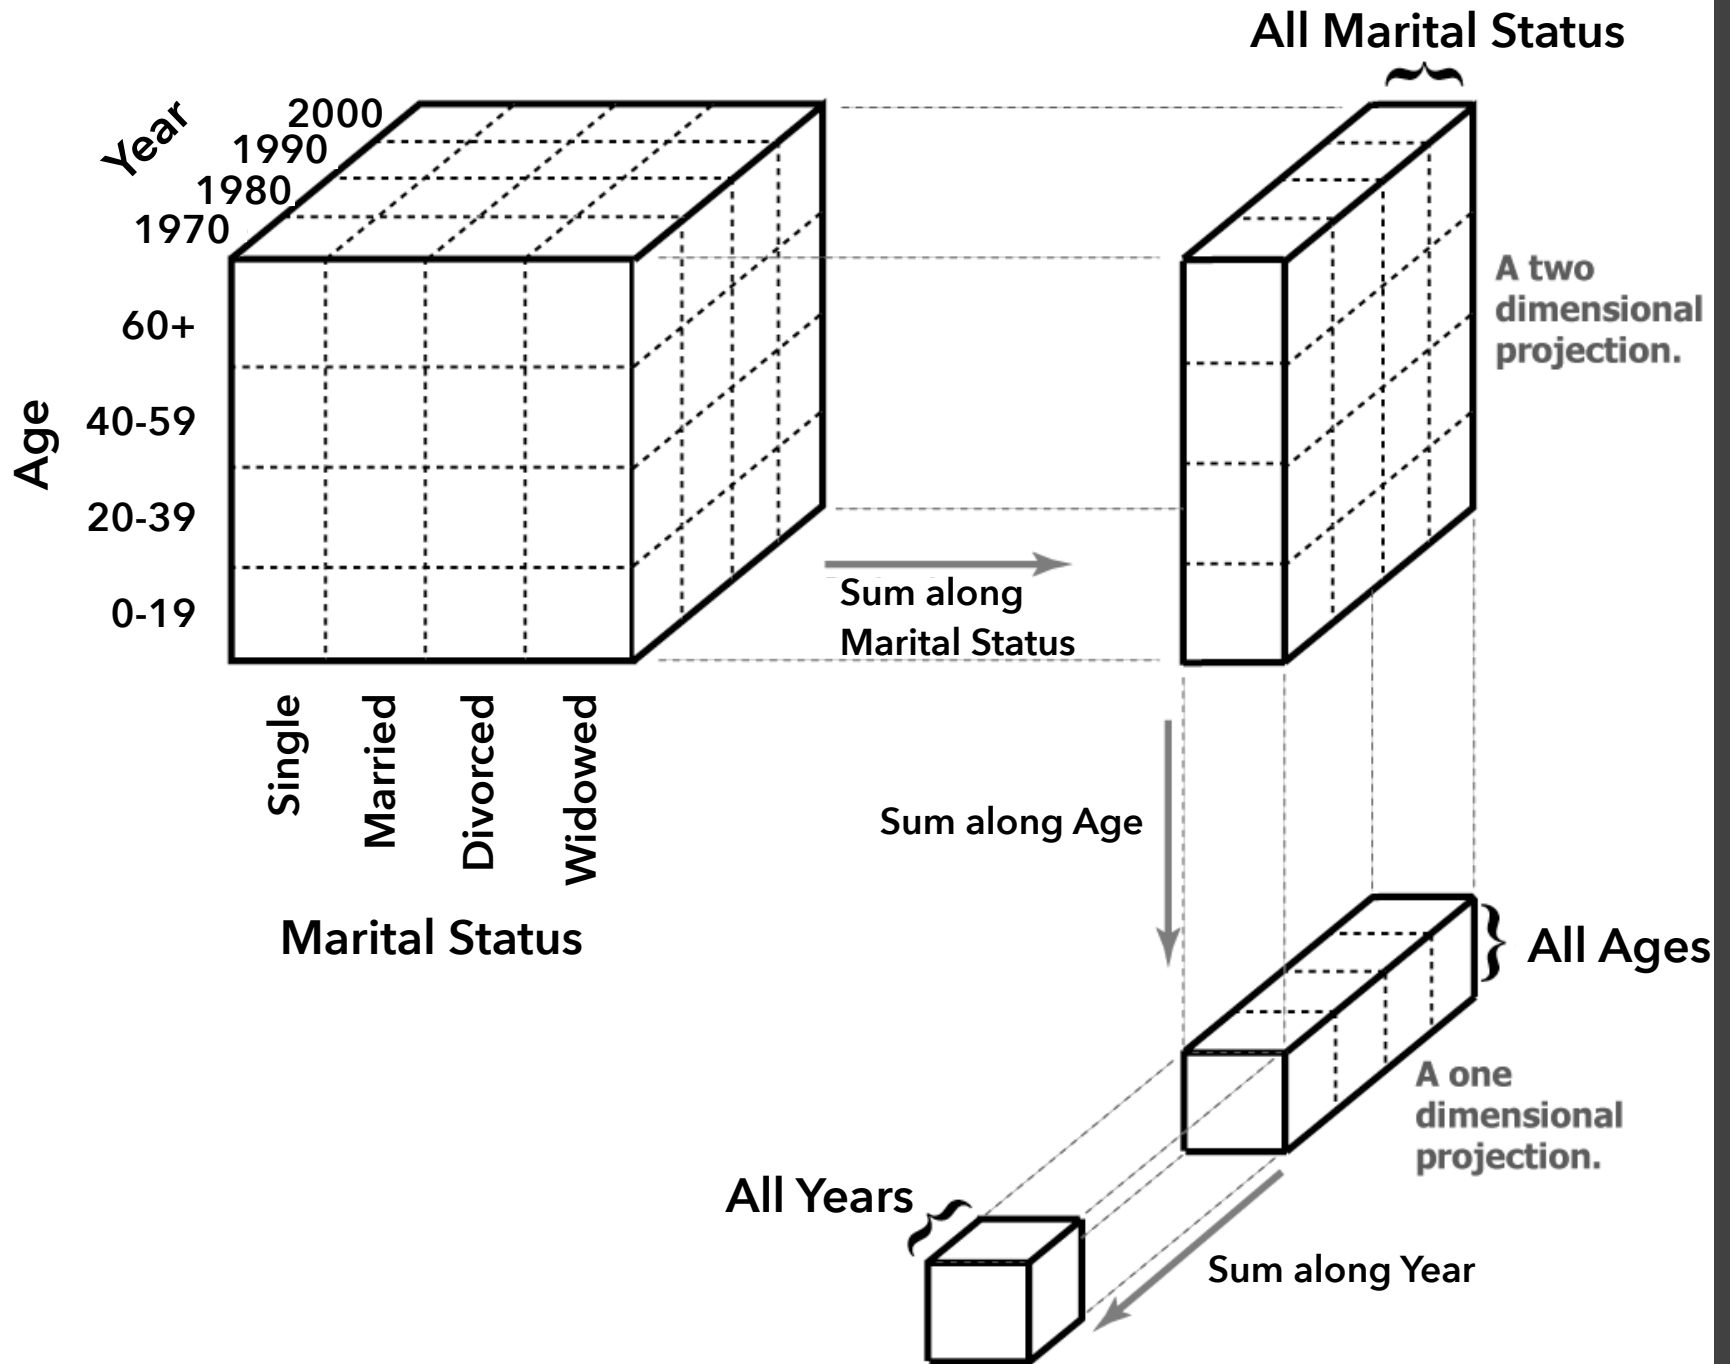 All Marital Status
Year
2000
1990
1980
1970
60+
40-59
20-39
0-19
Age
A two
dimensional
projection.
Sum along
Marital Status
Single
Married
Divorced
Widowed
Marital Status
Sum along Age
All Ages
A one
dimensional
projection.
All Years
Sum along Year